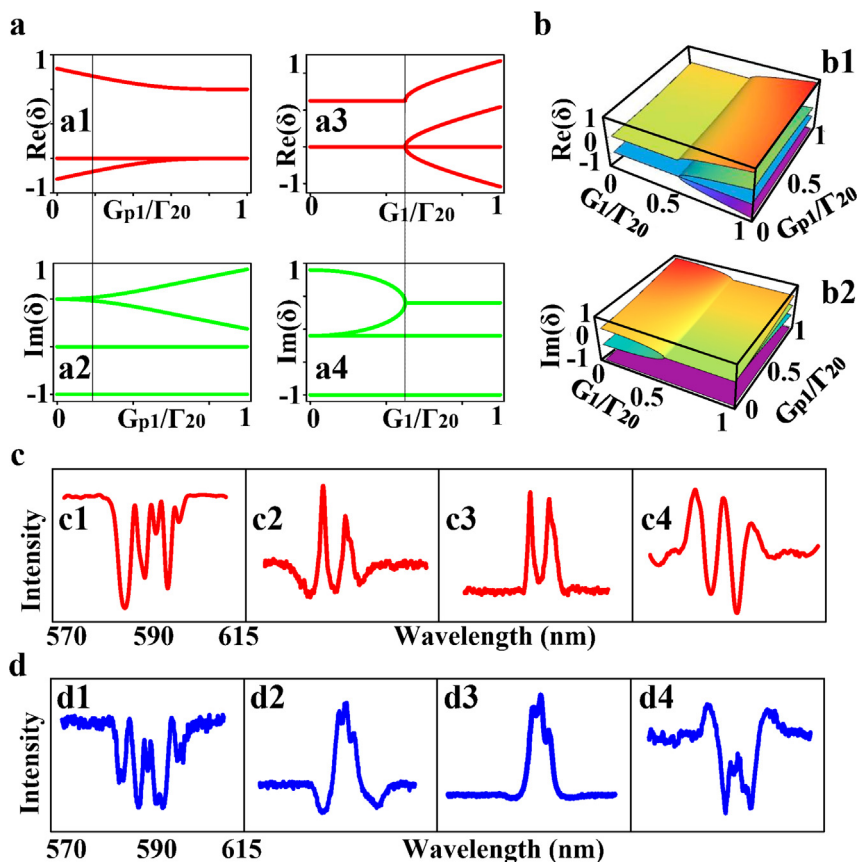 a
b
1
a1
Re(δ)
-1
0
Gp1/Γ20
1
1
a3
Re(δ)
-1
0
G1/Γ20
1
b1
Re(δ)
1
0
-1
0
G1/Γ20
0.5
1
0
Gp1/Γ20
0.5
1
1
a2
Im(δ)
-1
0
Gp1/Γ20
1
1
a4
Im(δ)
-1
0
G1/Γ20
1
b2
Im(δ)
1
0
-1
0
G1/Γ20
0.5
1
0
Gp1/Γ20
0.5
1
c
c1
c2
c3
c4
Intensity
570
590
615
Wavelength (nm)
d
d1
d2
d3
d4
Intensity
570
590
615
Wavelength (nm)